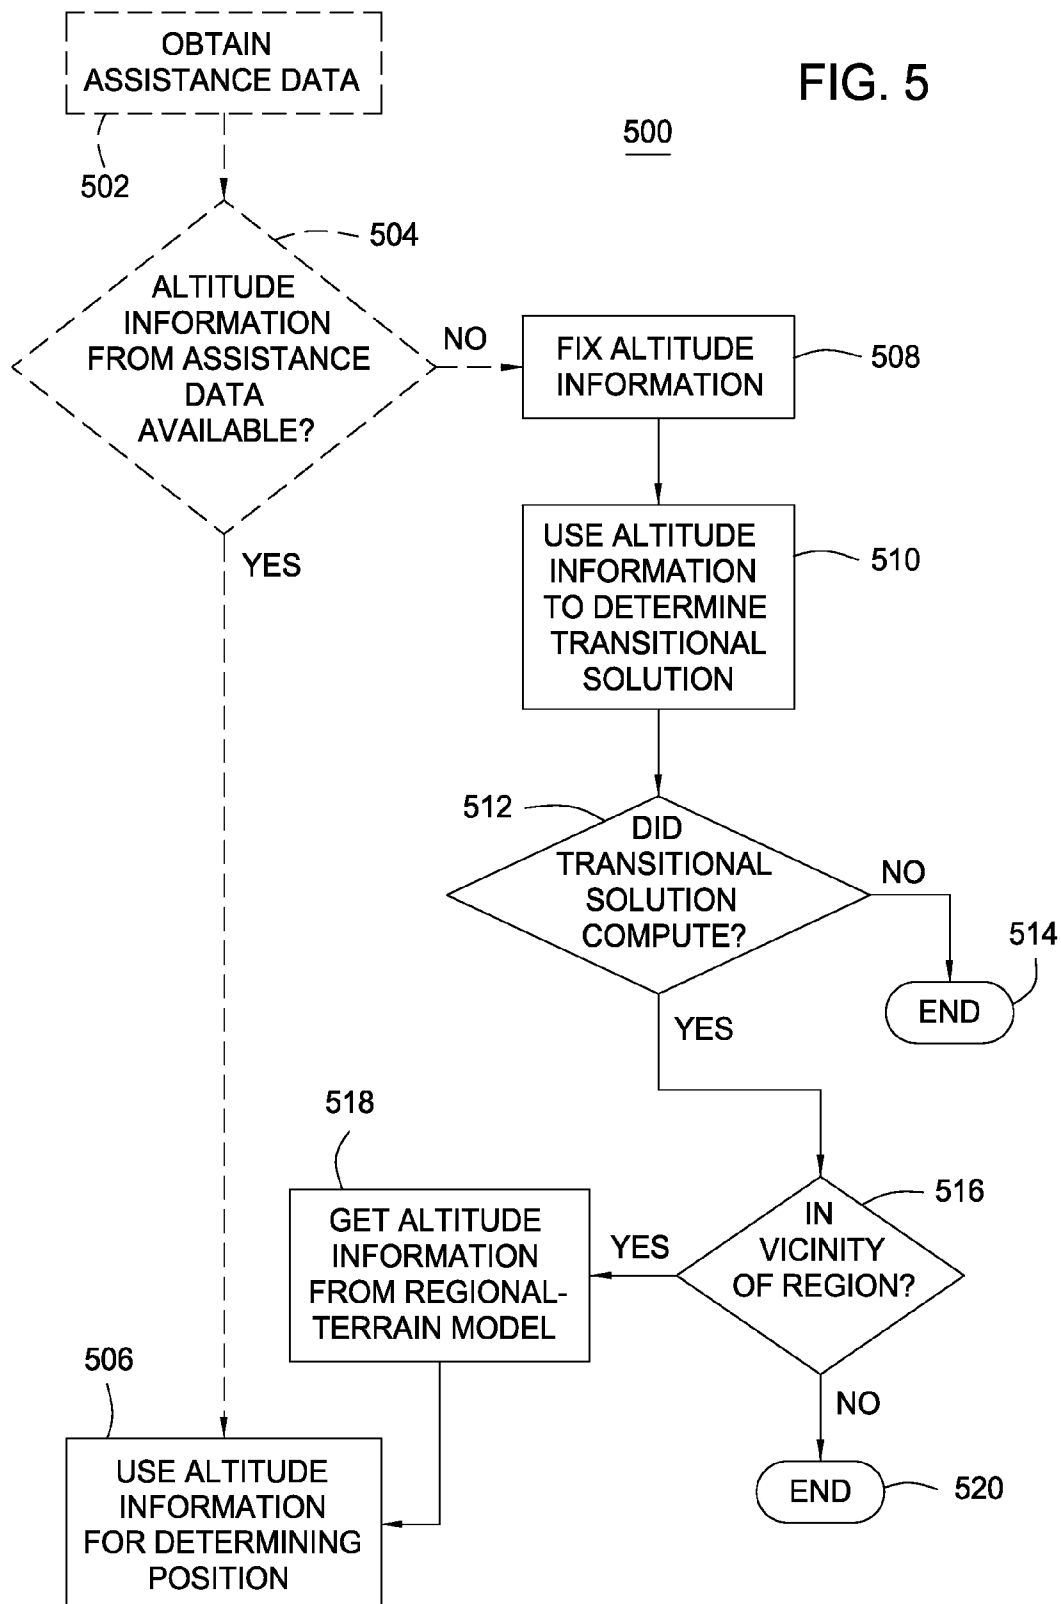 OBTAIN
ASSISTANCE DATA
FIG. 5
500
502
504
ALTITUDE
INFORMATION
FROM ASSISTANCE
DATA
AVAILABLE?
NO
FIX ALTITUDE
INFORMATION
508
YES
USE ALTITUDE
INFORMATION
TO DETERMINE
TRANSITIONAL
SOLUTION
510
512
DID
TRANSITIONAL
SOLUTION
COMPUTE?
NO
514
END
YES
518
516
IN
VICINITY
OF REGION?
YES
GET ALTITUDE
INFORMATION
FROM REGIONAL-
TERRAIN MODEL
506
NO
USE ALTITUDE
INFORMATION
FOR DETERMINING
POSITION
END
520